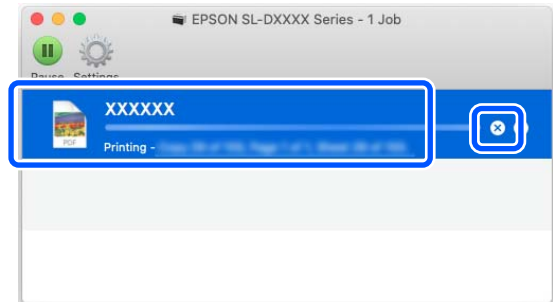 EPSON SL-DXXXX Series - 1 Job
Pause Settings
XXXXXX
PDF
Printing -